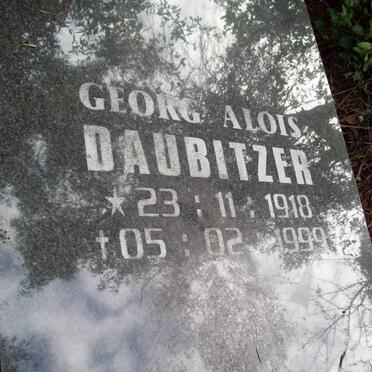 GEORG ALOIS
DAUBITZER
★ 23 : 11 : 1918
† 05 : 02 : 1999